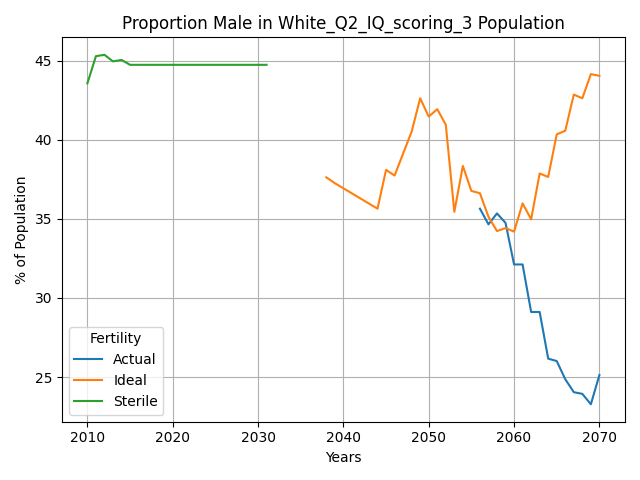 Proportion Male in White_Q2_IQ_scoring_3 Population
% of Population
45
40
35
30
25
Fertility
Actual
Ideal
Sterile
2010 2020 2030 2040 2050 2060 2070
Years